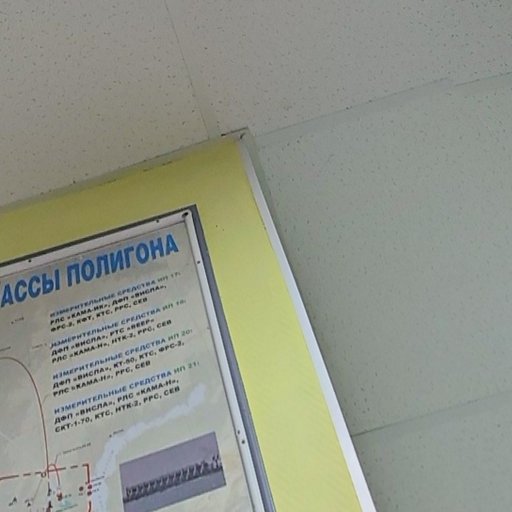 АССЫ ПОЛИГОНА
ИЗМЕРИТЕЛЬНЫЕ СРЕДСТВА ИП 17:
РЛС «КАМА-ИК», ДФП «ВИСЛА»,
ФРС-2, КФТ, КТС, РРС, СЕВ
ИЗМЕРИТЕЛЬНЫЕ СРЕДСТВА ИП 18:
ДФП «ВИСЛА», РТС «ВЕЕР»,
РЛС «КАМА-Н», НТК-2, РРС, СЕВ
ИЗМЕРИТЕЛЬНЫЕ СРЕДСТВА ИП 20:
ДФП «ВИСЛА», КТ-50, КТС, ФРС-2,
РЛС «КАМА-Н», РРС, СЕВ
ИЗМЕРИТЕЛЬНЫЕ СРЕДСТВА ИП 21:
ДФП «ВИСЛА», РЛС «КАМА-Н»,
СКТ-1-70, КТС, НТК-2, РРС, СЕВ